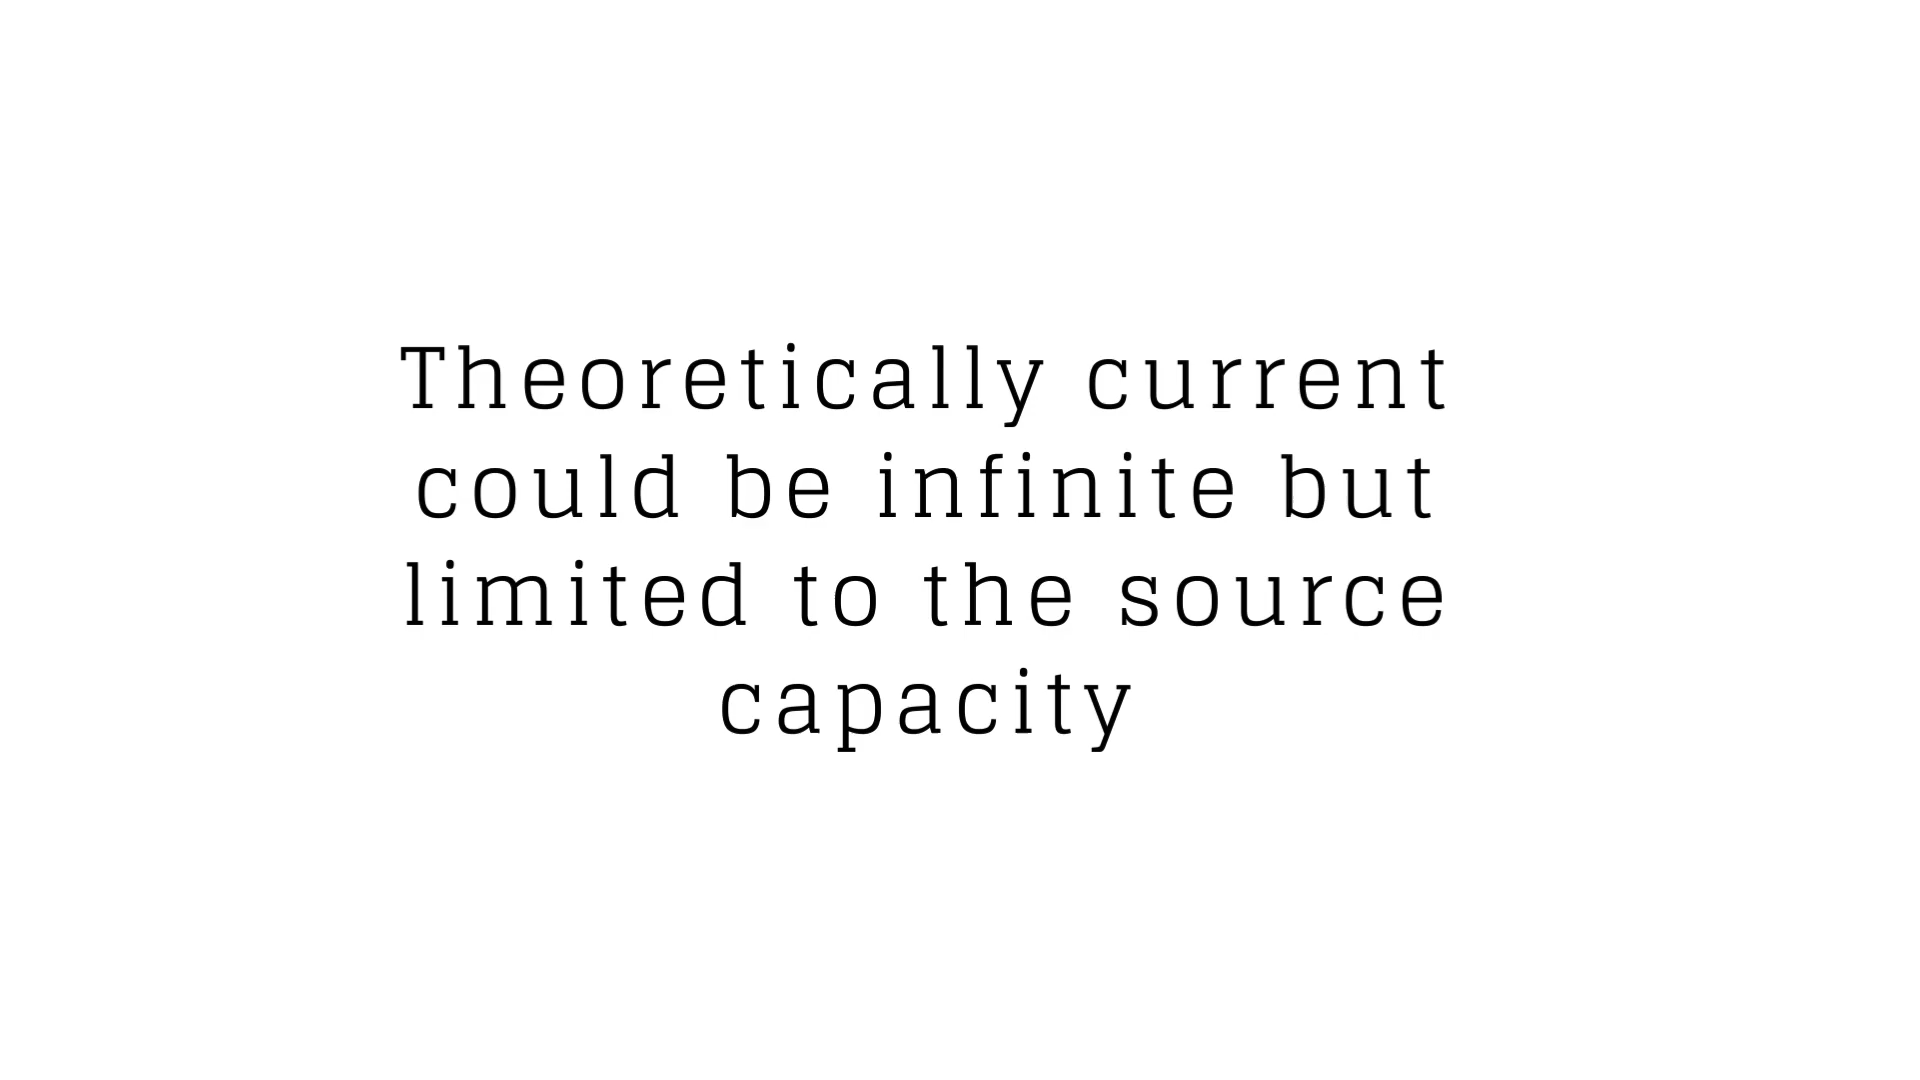 Theoretically current
could be infinite but
limited to the source
capacity